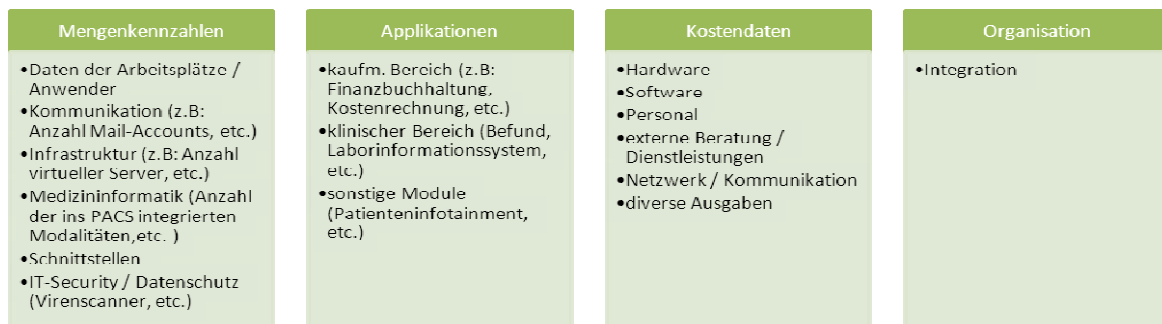 Mengenkennzahlen
•Daten der Arbeitsplätze /
Anwender
•Kommunikation (z.B:
Anzahl Mail-Accounts, etc.)
•Infrastruktur (z.B: Anzahl
virtueller Server, etc.)
•Medizininformatik (Anzahl
der ins PACS integrierten
Modalitäten,etc. )
•Schnittstellen
•IT-Security / Datenschutz
(Virenscanner, etc.)
Applikationen
•kaufm. Bereich (z.B:
Finanzbuchhaltung,
Kostenrechnung, etc.)
•klinischer Bereich (Befund,
Laborinformationssystem,
etc.)
•sonstige Module
(Patienteninfotainment,
etc.)
Kostendaten
•Hardware
•Software
•Personal
•externe Beratung /
Dienstleistungen
•Netzwerk / Kommunikation
•diverse Ausgaben
Organisation
•Integration